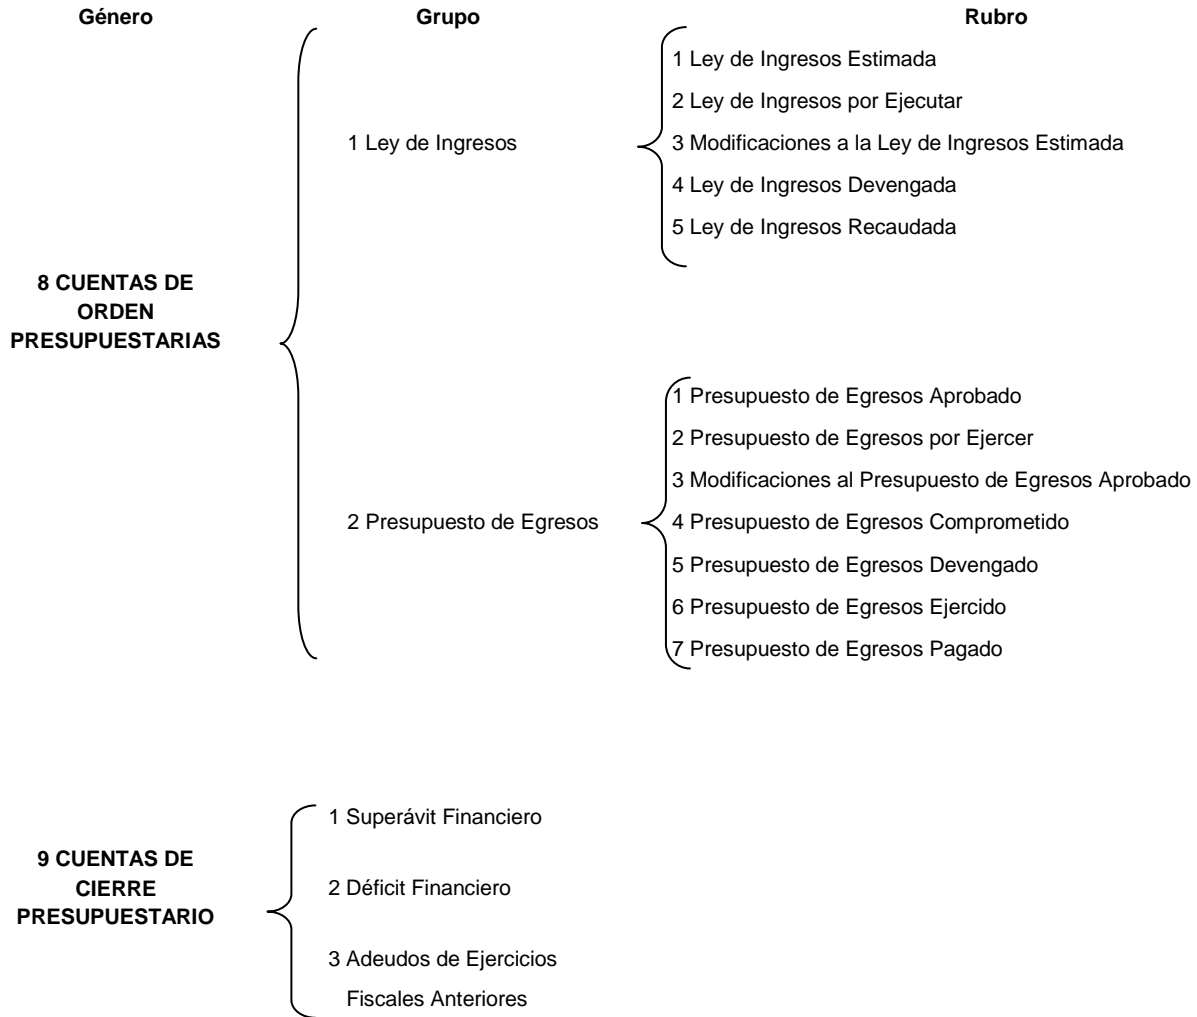 Género Grupo Rubro
1 Ley de Ingresos Estimada
2 Ley de Ingresos por Ejecutar
1 Ley de Ingresos
3 Modificaciones a la Ley de Ingresos Estimada
4 Ley de Ingresos Devengada
5 Ley de Ingresos Recaudada
8 CUENTAS DE
ORDEN
PRESUPUESTARIAS
1 Presupuesto de Egresos Aprobado
2 Presupuesto de Egresos por Ejercer
3 Modificaciones al Presupuesto de Egresos Aprobado
2 Presupuesto de Egresos
4 Presupuesto de Egresos Comprometido
5 Presupuesto de Egresos Devengado
6 Presupuesto de Egresos Ejercido
7 Presupuesto de Egresos Pagado
1 Superávit Financiero
9 CUENTAS DE
CIERRE
PRESUPUESTARIO
2 Déficit Financiero
3 Adeudos de Ejercicios
Fiscales Anteriores